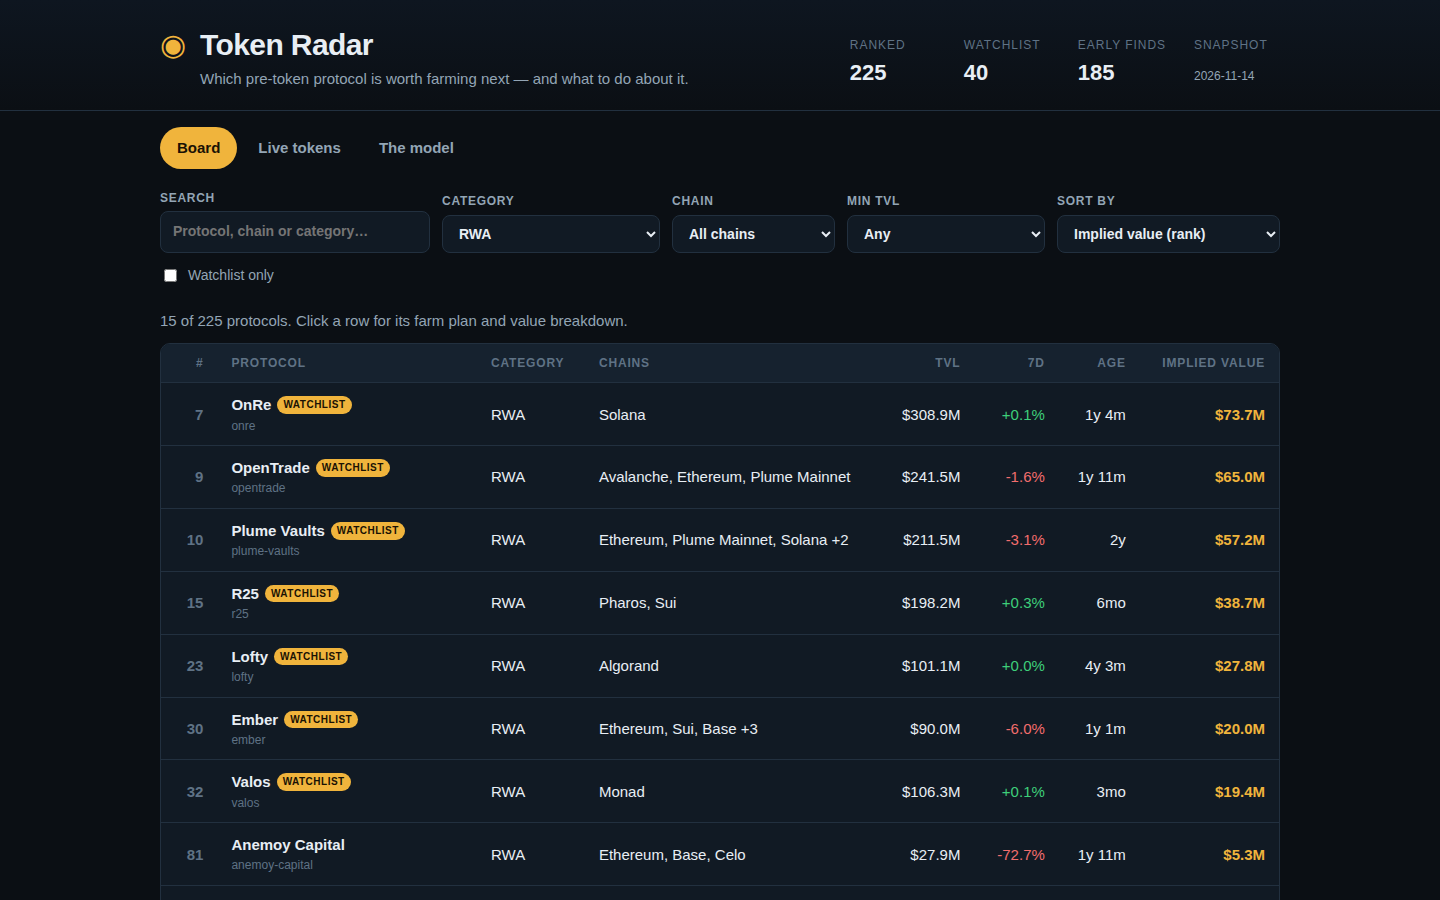 ◉ Token Radar
Which pre-token protocol is worth farming next — and what to do about it.
RANKED WATCHLIST EARLY FINDS SNAPSHOT
225 40 185 2026-11-14
Board Live tokens The model
SEARCH CATEGORY CHAIN MIN TVL SORT BY
Protocol, chain or category… RWA All chains Any Implied value (rank)
Watchlist only
15 of 225 protocols. Click a row for its farm plan and value breakdown.
# PROTOCOL CATEGORY CHAINS TVL 7D AGE IMPLIED VALUE
7 OnRe WATCHLIST RWA Solana $308.9M +0.1% 1y 4m $73.7M
onre
9 OpenTrade WATCHLIST RWA Avalanche, Ethereum, Plume Mainnet $241.5M -1.6% 1y 11m $65.0M
opentrade
10 Plume Vaults WATCHLIST RWA Ethereum, Plume Mainnet, Solana +2 $211.5M -3.1% 2y $57.2M
plume-vaults
15 R25 WATCHLIST RWA Pharos, Sui $198.2M +0.3% 6mo $38.7M
r25
23 Lofty WATCHLIST RWA Algorand $101.1M +0.0% 4y 3m $27.8M
lofty
30 Ember WATCHLIST RWA Ethereum, Sui, Base +3 $90.0M -6.0% 1y 1m $20.0M
ember
32 Valos WATCHLIST RWA Monad $106.3M +0.1% 3mo $19.4M
valos
81 Anemoy Capital RWA Ethereum, Base, Celo $27.9M -72.7% 1y 11m $5.3M
anemoy-capital